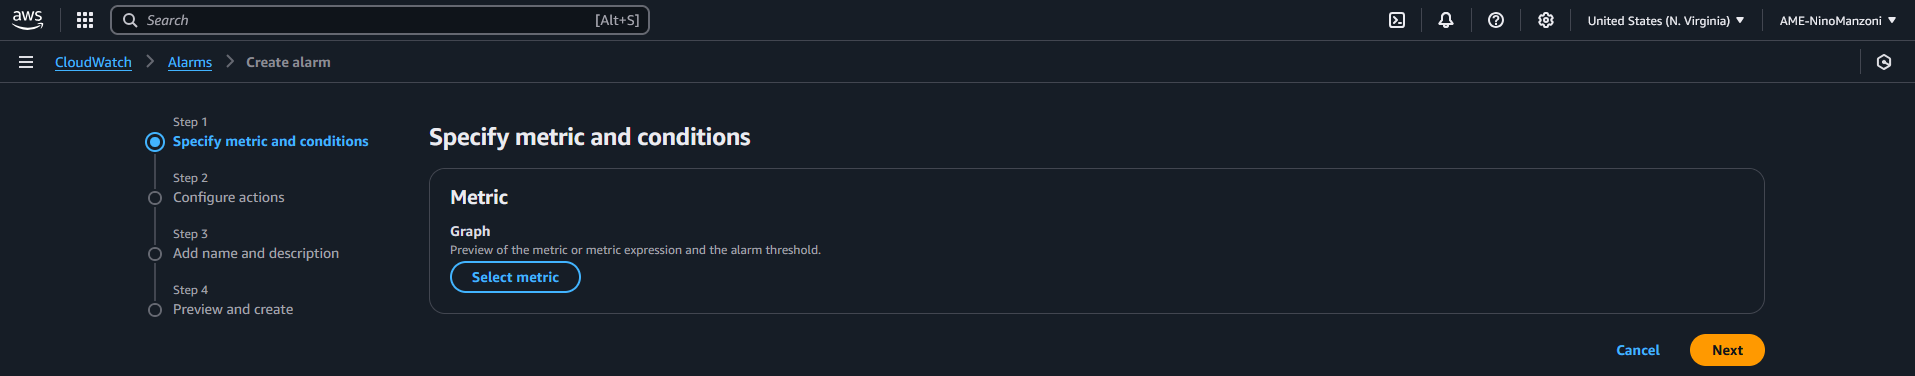 aws
Search [Alt+S]
United States (N. Virginia)
AME-NinoManzoni
CloudWatch
Alarms
Create alarm
Step 1
Specify metric and conditions
Step 2
Configure actions
Step 3
Add name and description
Step 4
Preview and create
Specify metric and conditions
Metric
Graph
Preview of the metric or metric expression and the alarm threshold.
Select metric
Cancel
Next